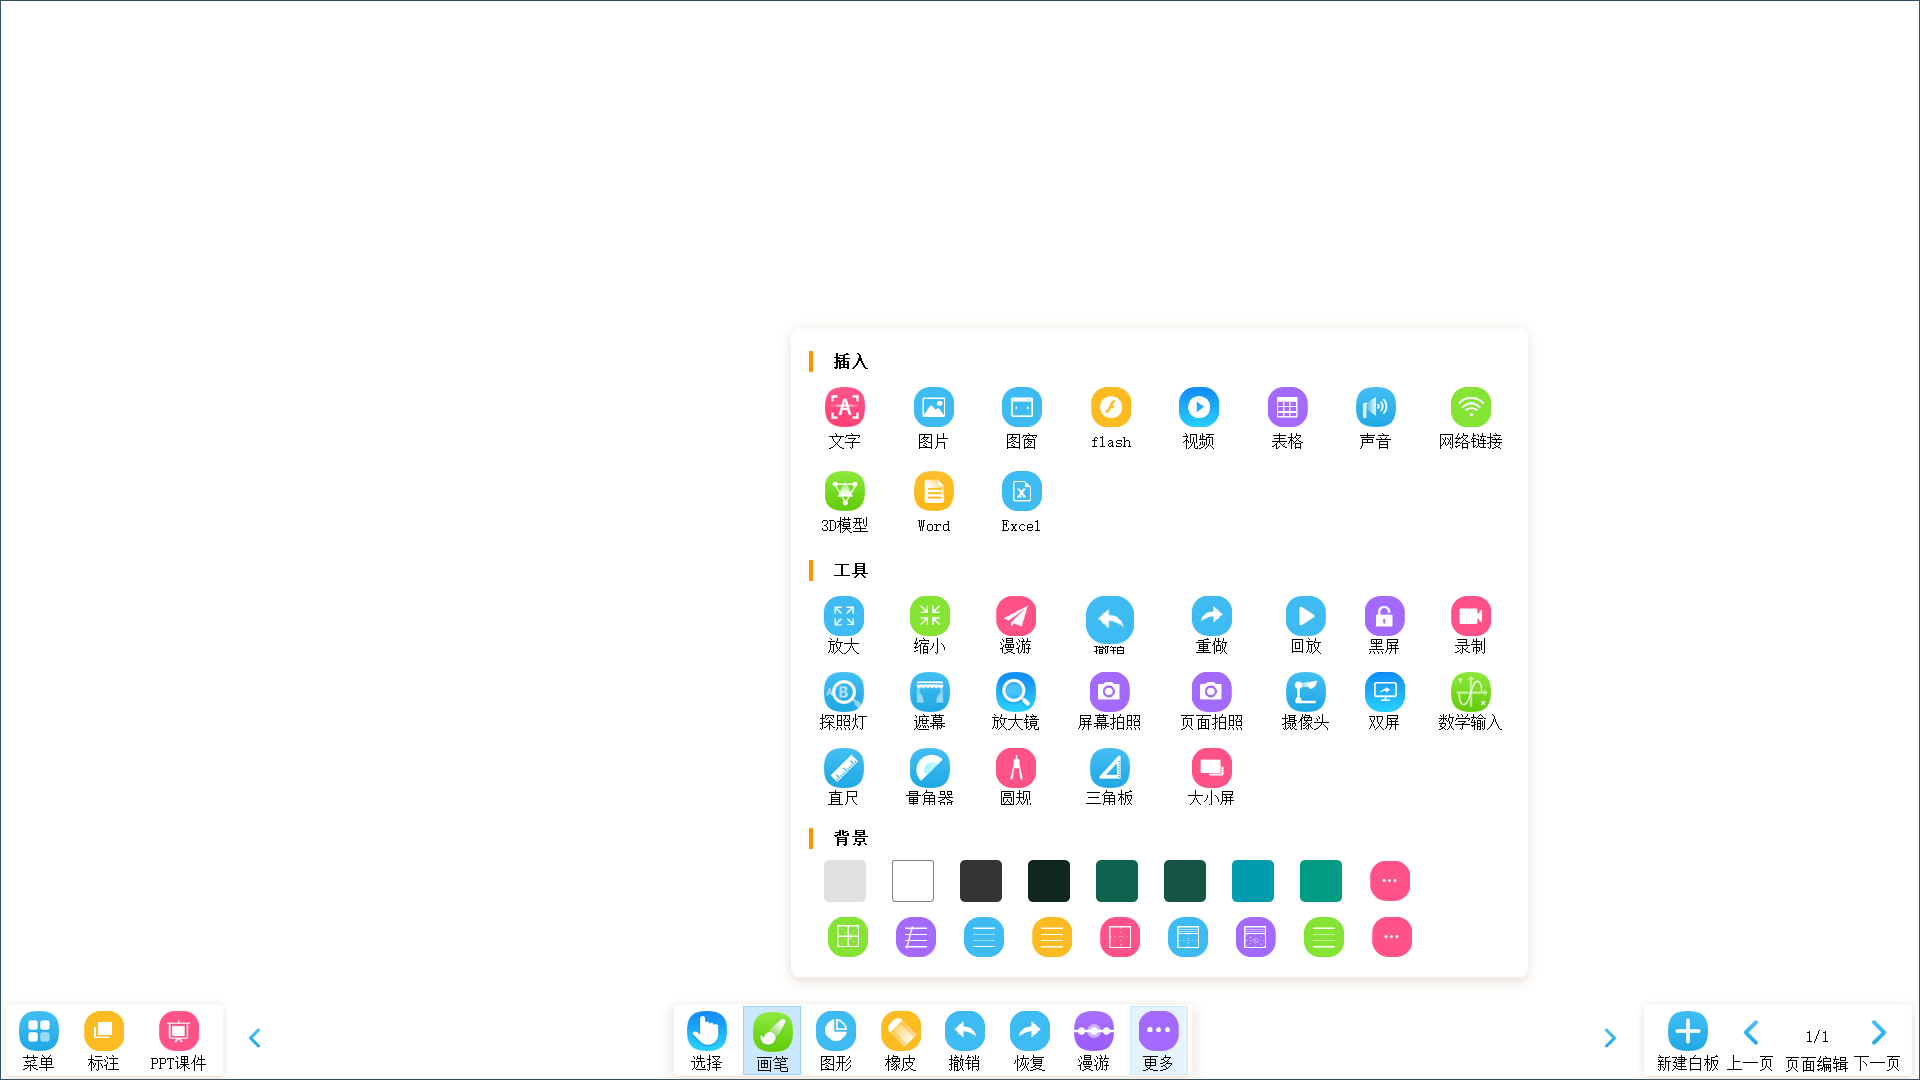 插入
文字 图片 图窗 flash 视频 表格 声音 网络链接
3D模型 Word Excel
工具
放大 缩小 漫游 撤销 重做 回放 黑屏 录制
探照灯 遮幕 放大镜 屏幕拍照 页面拍照 摄像头 双屏 数学输入
直尺 量角器 圆规 三角板 大小屏
背景
菜单 标注 PPT课件 选择 画笔 图形 橡皮 撤销 恢复 漫游 更多 新建白板 上一页 1/1 页面编辑 下一页